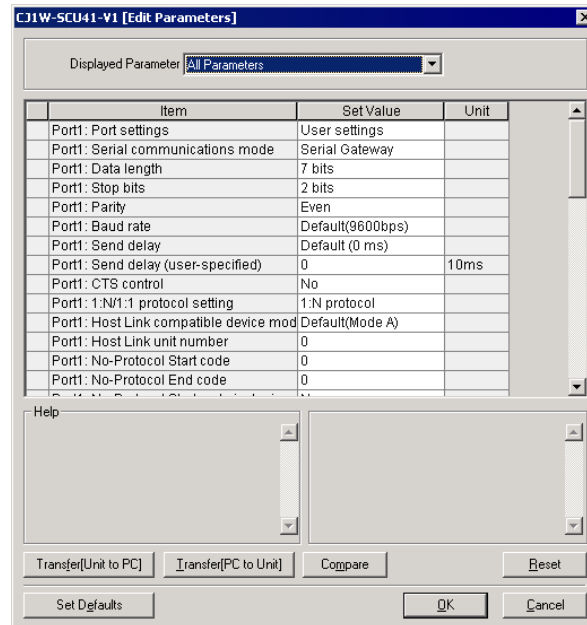 CJ1W-SCU41-V1 [Edit Parameters]
Displayed Parameter All Parameters
Item Set Value Unit
Port1: Port settings User settings
Port1: Serial communications mode Serial Gateway
Port1: Data length 7 bits
Port1: Stop bits 2 bits
Port1: Parity Even
Port1: Baud rate Default(9600bps)
Port1: Send delay Default (0 ms)
Port1: Send delay (user-specified) 0 10ms
Port1: CTS control No
Port1: 1:N/1:1 protocol setting 1:N protocol
Port1: Host Link compatible device mod Default(Mode A)
Port1: Host Link unit number 0
Port1: No-Protocol Start code 0
Port1: No-Protocol End code 0
Help
Transfer[Unit to PC] Transfer[PC to Unit] Compare Reset
Set Defaults OK Cancel